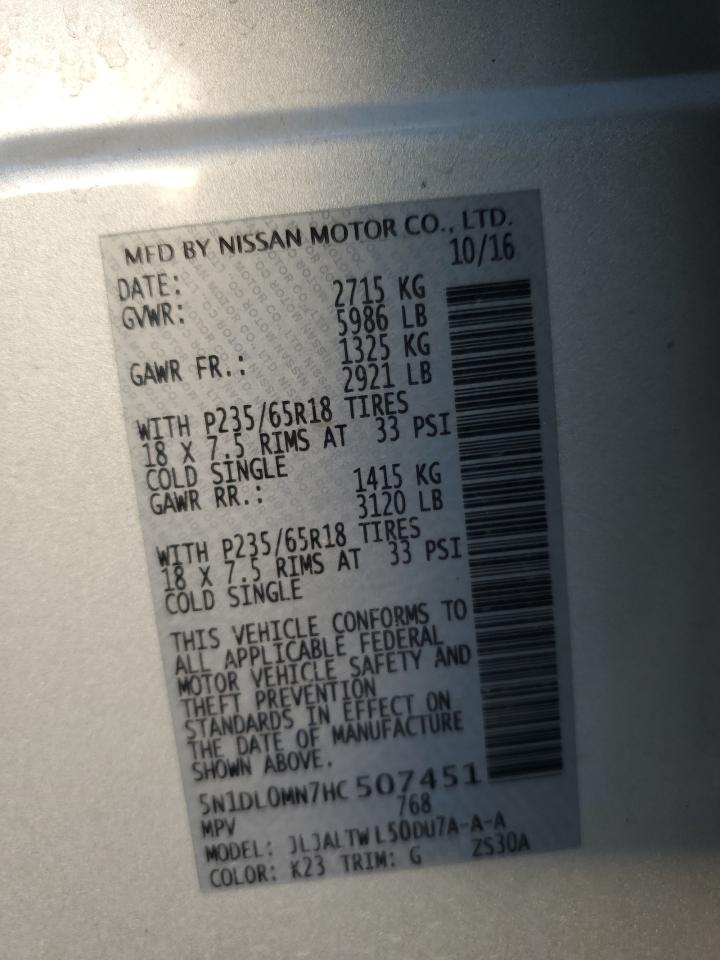 MFD BY NISSAN MOTOR CO., LTD.
DATE: 10/16
GVWR: 2715 KG
5986 LB
GAWR FR.: 1325 KG
2921 LB
WITH P235/65R18 TIRES
18 X 7.5 RIMS AT 33 PSI
COLD SINGLE
GAWR RR.: 1415 KG
3120 LB
WITH P235/65R18 TIRES
18 X 7.5 RIMS AT 33 PSI
COLD SINGLE
THIS VEHICLE CONFORMS TO
ALL APPLICABLE FEDERAL
MOTOR VEHICLE SAFETY AND
THEFT PREVENTION
STANDARDS IN EFFECT ON
THE DATE OF MANUFACTURE
SHOWN ABOVE.
5N1DL0MN7HC507451
MPV 768
MODEL: JLJALTWL50DU7A-A-A
COLOR: K23 TRIM: G ZS30A